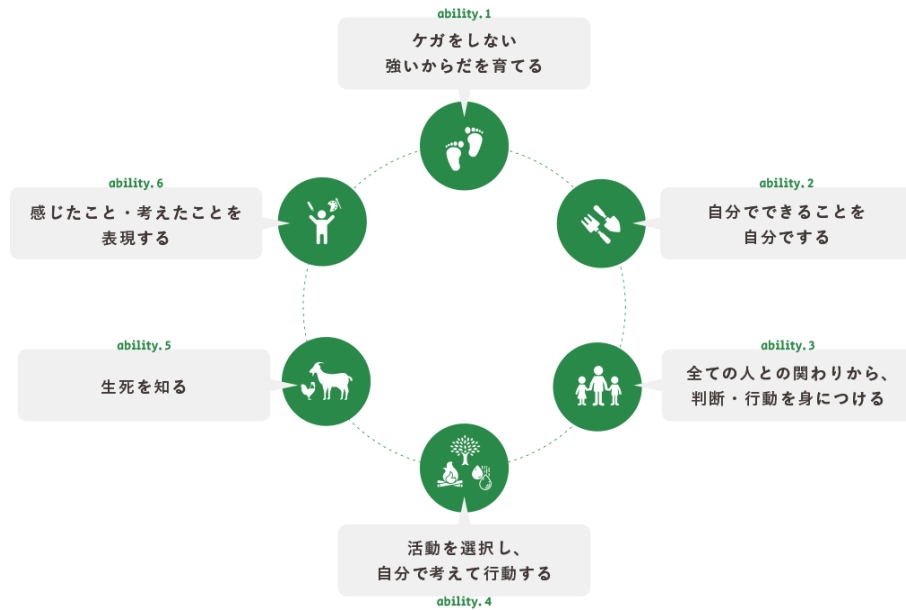 ability.1
ケガをしない
強いからだを育てる
ability.6
感じたこと・考えたことを
表現する
ability.2
自分でできることを
自分でする
ability.5
生死を知る
ability.3
全ての人との関わりから、
判断・行動を身につける
活動を選択し、
自分で考えて行動する
ability.4